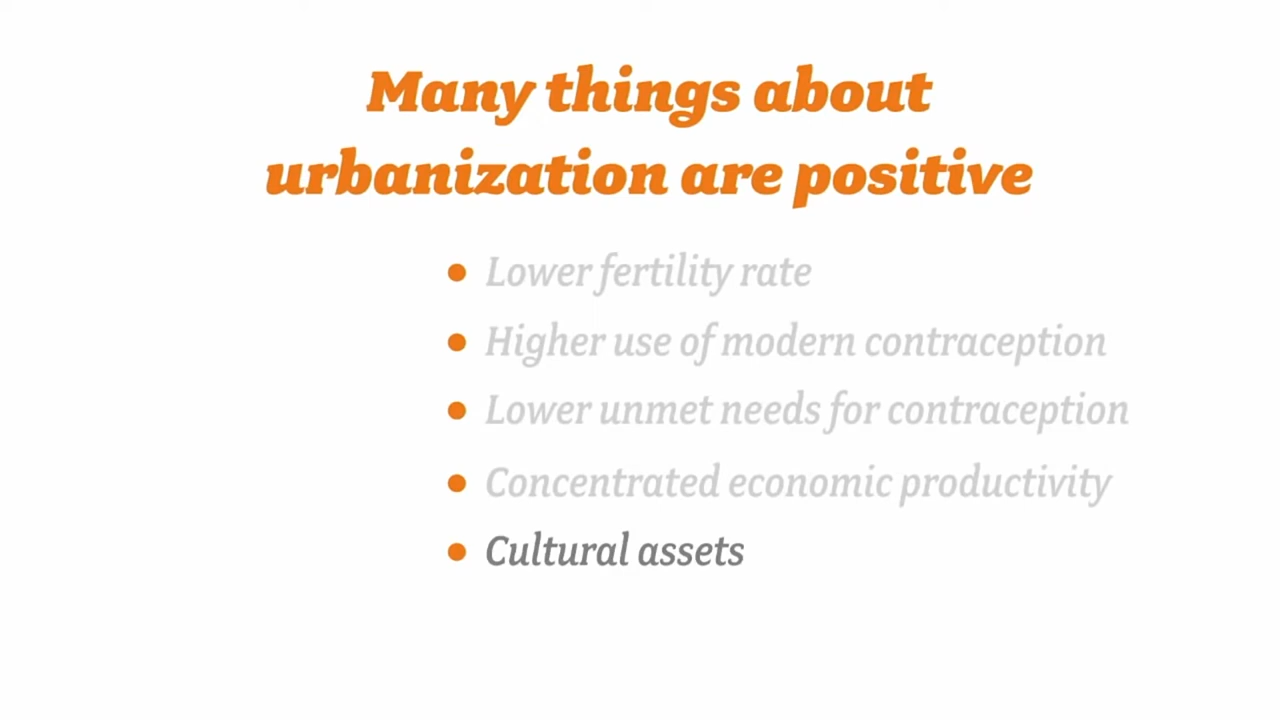 Many things about
urbanization are positive
Lower fertility rate
Higher use of modern contraception
Lower unmet needs for contraception
Concentrated economic productivity
Cultural assets